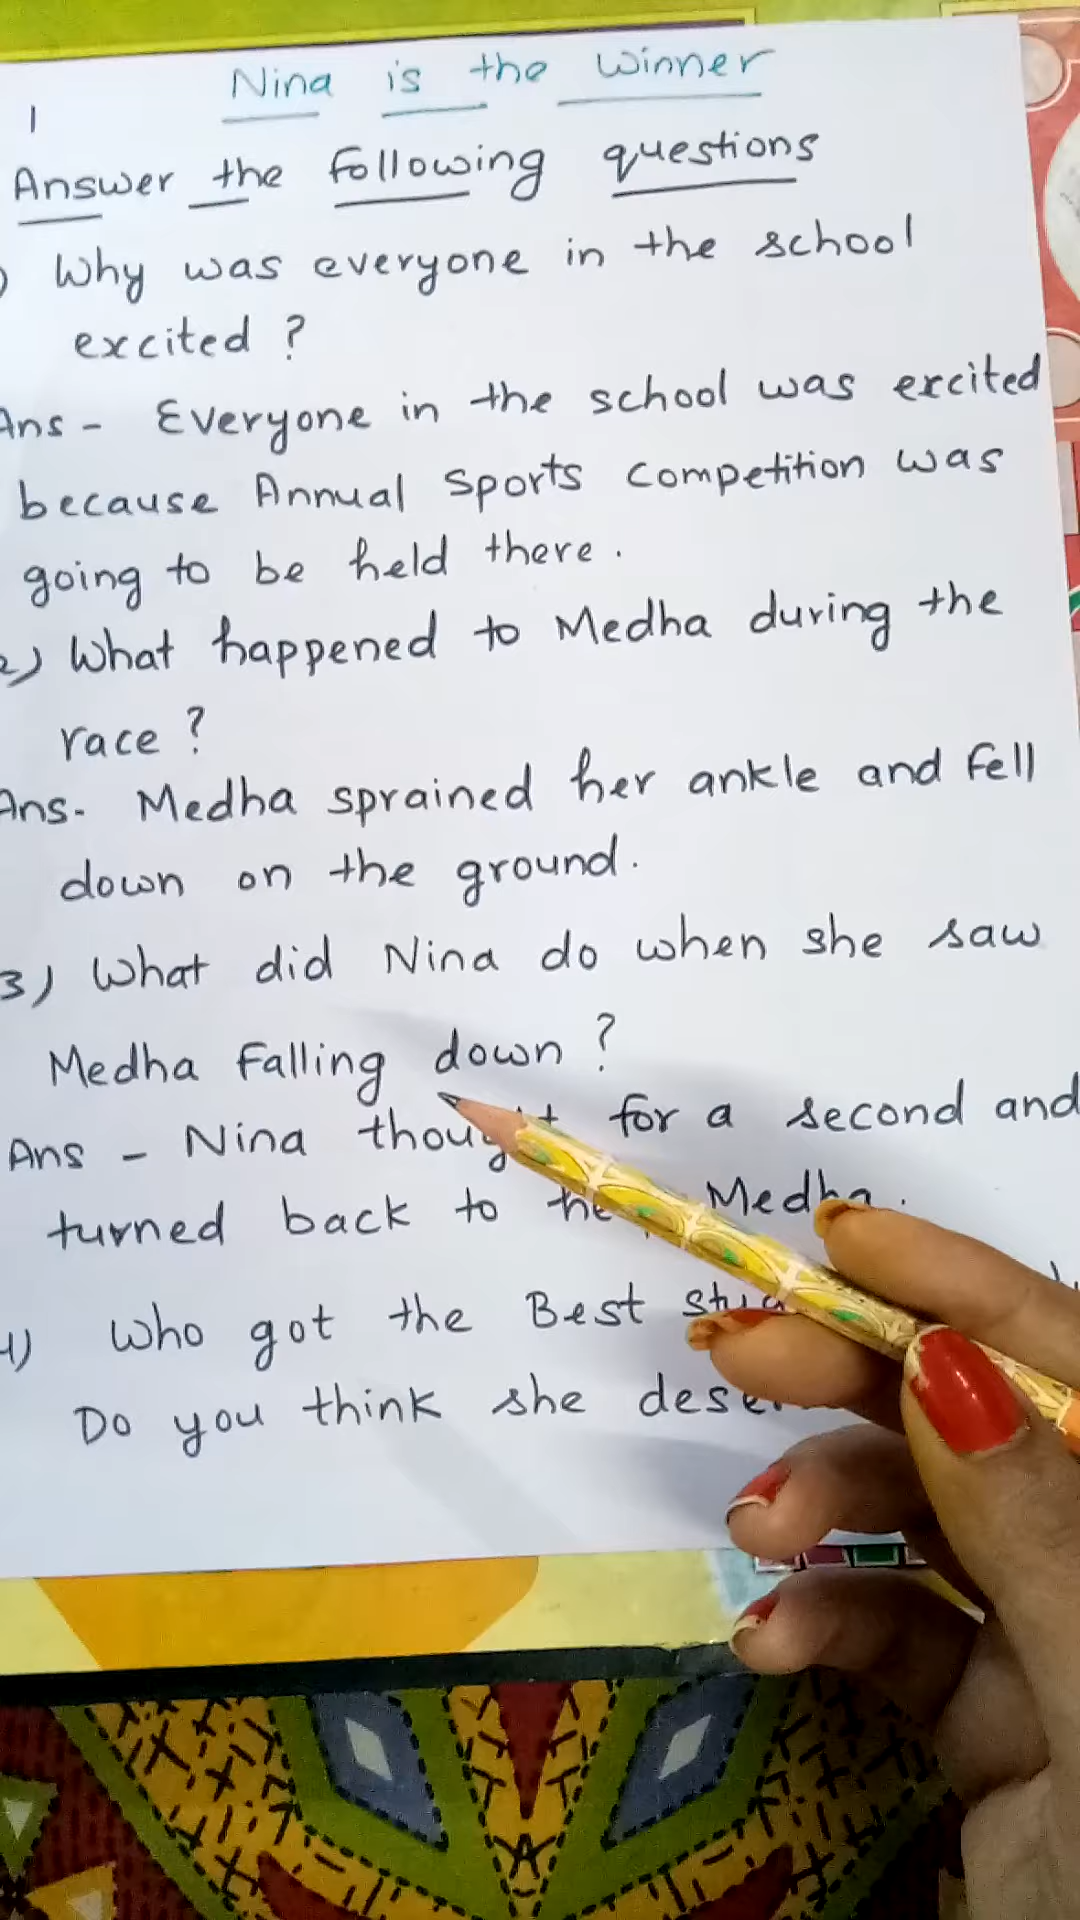 Nina is the winner
1
Answer the following questions
) Why was everyone in the school
excited ?
Ans - Everyone in the school was excited
because Annual Sports Competition was
going to be held there .
2) What happened to Medha during the
race ?
Ans. Medha sprained her ankle and fell
down on the ground.
3) What did Nina do when she saw
Medha falling down ?
Ans - Nina thought for a second and
turned back to Medha.
4) Who got the Best
Do you think she